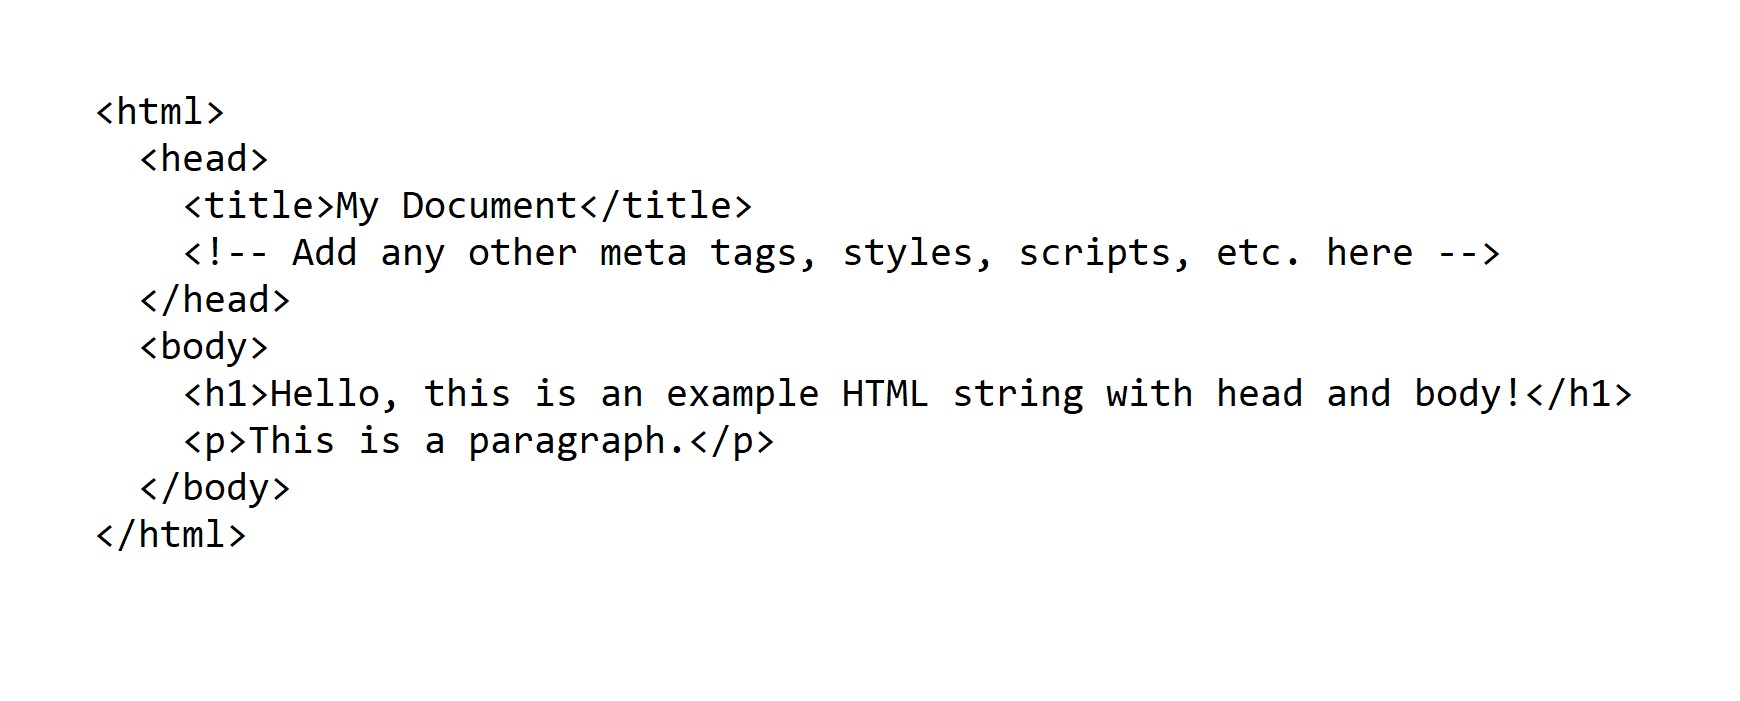 <html>
  <head>
    <title>My Document</title>
    <!-- Add any other meta tags, styles, scripts, etc. here -->
  </head>
  <body>
    <h1>Hello, this is an example HTML string with head and body!</h1>
    <p>This is a paragraph.</p>
  </body>
</html>